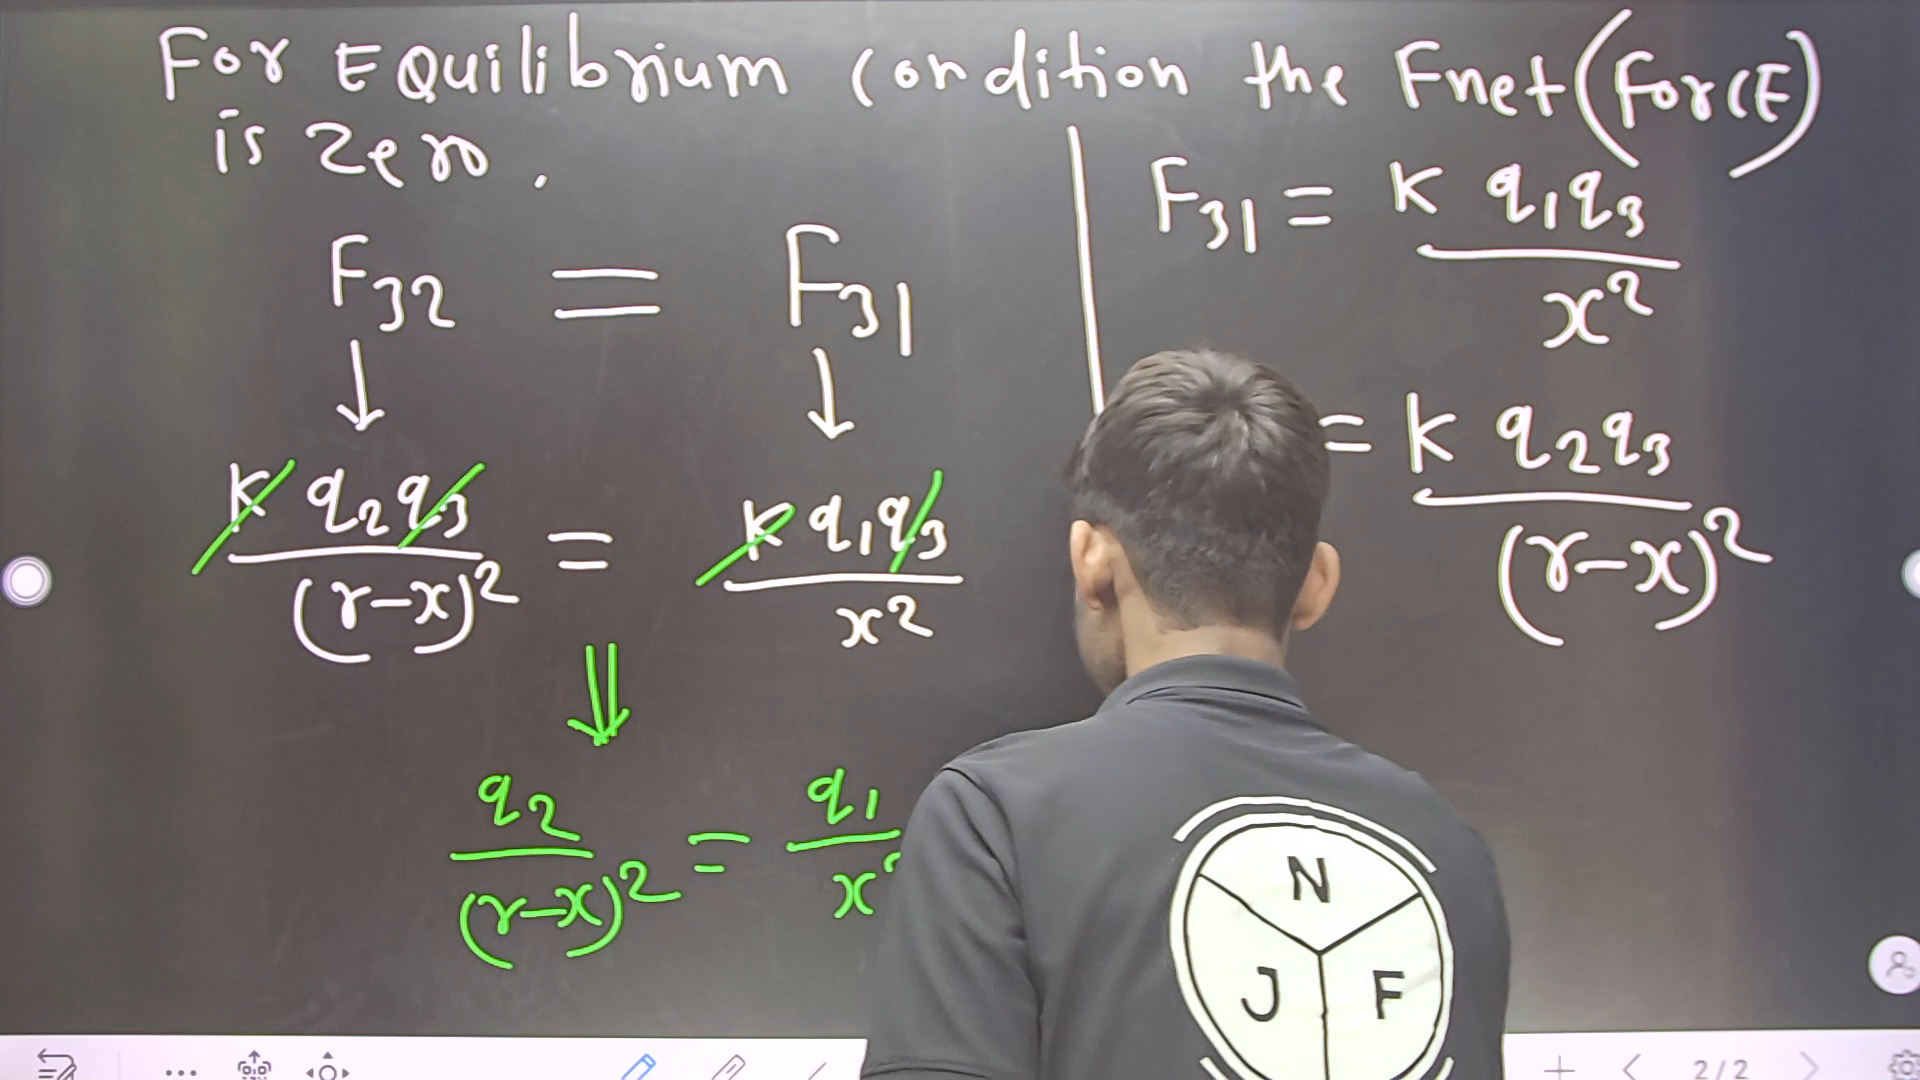 For EQuilibrium condition the Fnet (ForcE)
is Zero.
F32 = F31
K q2q3 / (r-x)2 = K q1q3 / x2
q2 / (r-x)2 = q1 / x2
F31 = K q1q3 / x2
= K q2q3 / (r-x)2
N
J F
2/2